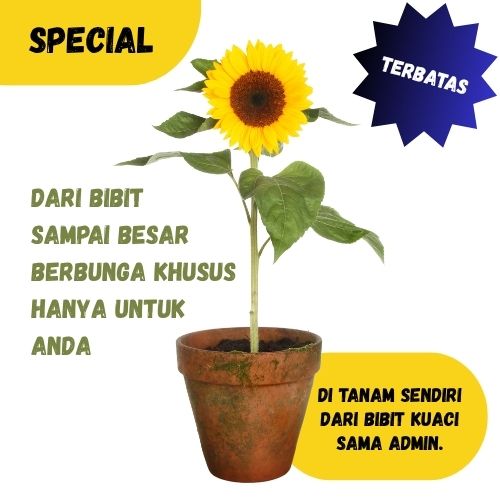 SPECIAL
TERBATAS
DARI BIBIT
SAMPAI BESAR
BERBUNGA KHUSUS
HANYA UNTUK
ANDA
DI TANAM SENDIRI
DARI BIBIT KUACI
SAMA ADMIN.